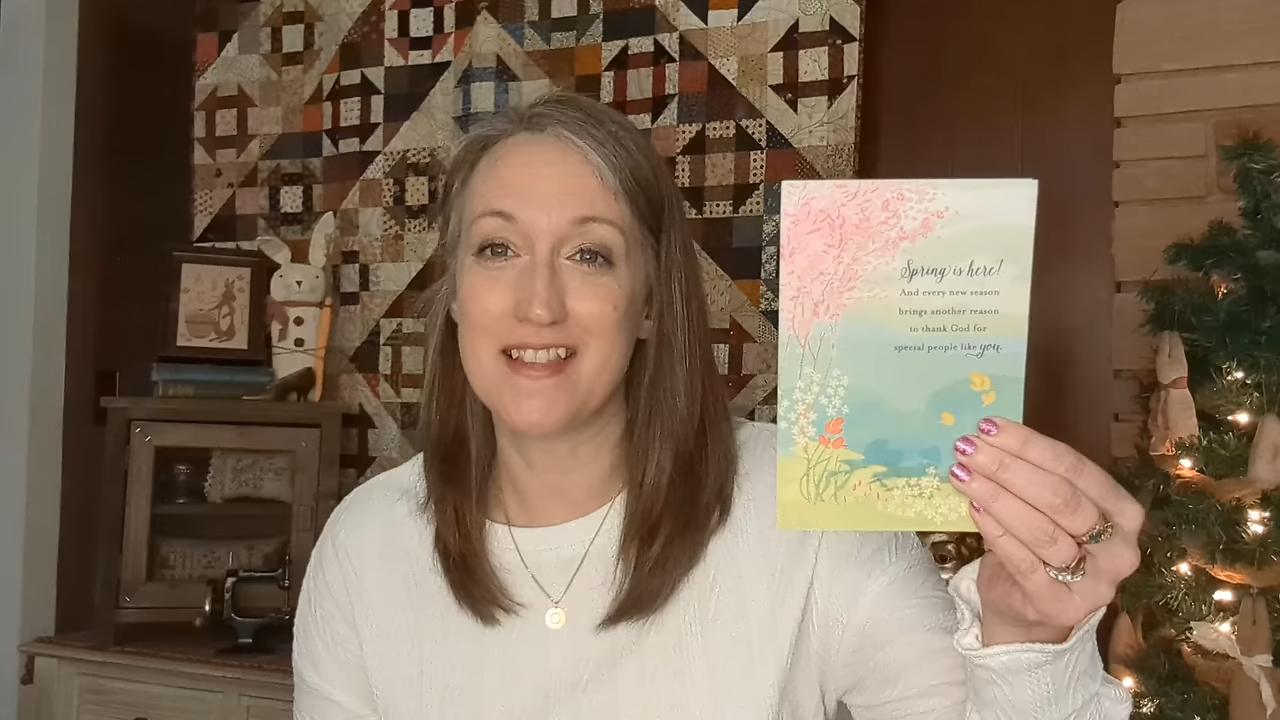 Spring is here!
And every new season
brings another reason
to thank God for
special people like you.